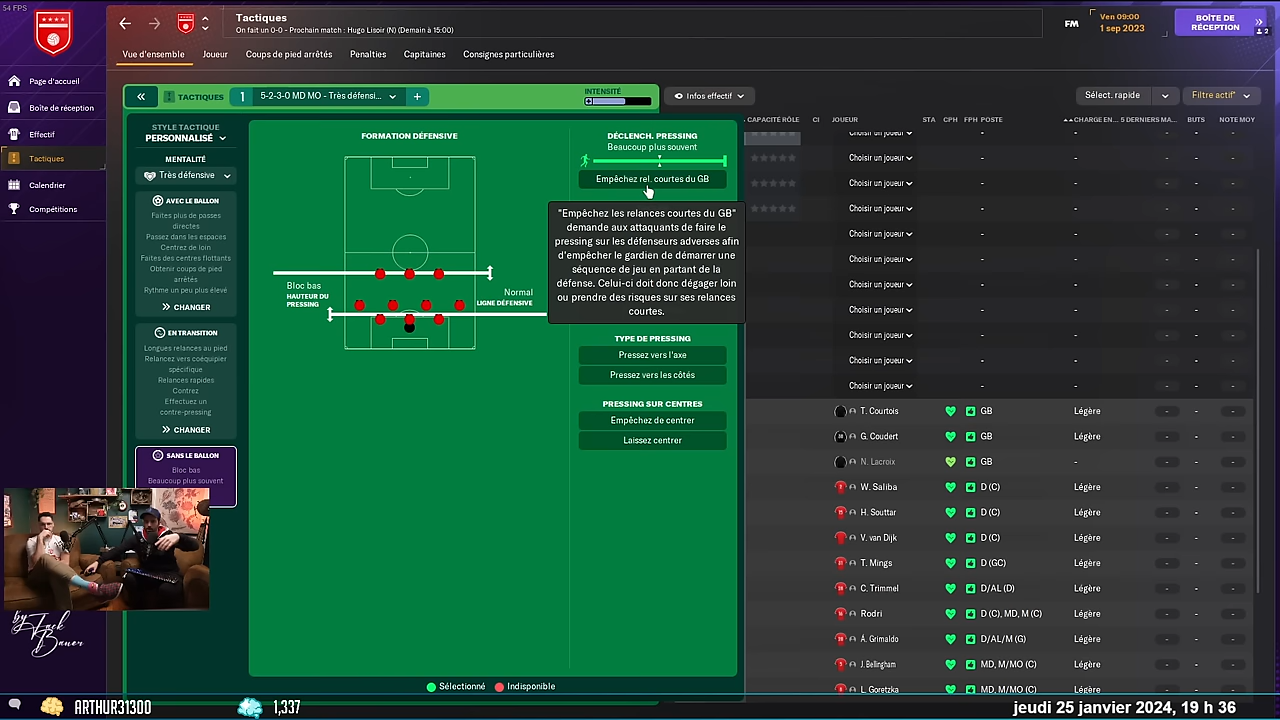 54 FPS
Tactiques
On fait un 0-0 - Prochain match : Hugo Lisoir (N) (Demain à 15:00)
FM
Ven 09:00
1 sep 2023
BOÎTE DE
RÉCEPTION
2
Vue d'ensemble
Joueur
Coups de pied arrêtés
Penalties
Capitaines
Consignes particulières
Page d'accueil
Boîte de réception
Effectif
Tactiques
Calendrier
Compétitions
TACTIQUES
1
5-2-3-0 MD MO - Très défensi...
INTENSITÉ
Infos effectif
Sélect. rapide
Filtre actif*
STYLE TACTIQUE
PERSONALISÉ
MENTALITÉ
Très défensive
AVEC LE BALLON
Faites plus de passes
directes
Passez dans les espaces
Centrez de loin
Faites des centres flottants
Obtenir coups de pied
arrêtés
Rythme un peu plus élevé
CHANGER
EN TRANSITION
Longues relances au pied
Relancez vers coéquipier
spécifique
Relances rapides
Contrez
Effectuez un
contre-pressing
CHANGER
SANS LE BALLON
Bloc bas
Beaucoup plus souvent
FORMATION DÉFENSIVE
Bloc bas
HAUTEUR DU
PRESSING
Normal
LIGNE DÉFENSIVE
DÉCLENCH. PRESSING
Beaucoup plus souvent
Empêchez rel. courtes du GB
"Empêchez les relances courtes du GB"
demande aux attaquants de faire le
pressing sur les défenseurs adverses afin
d'empêcher le gardien de démarrer une
séquence de jeu en partant de la
défense. Celui-ci doit donc dégager loin
ou prendre des risques sur ses relances
courtes.
TYPE DE PRESSING
Pressez vers l'axe
Pressez vers les côtés
PRESSING SUR CENTRES
Empêchez de centrer
Laissez centrer
Sélectionné
Indisponible
CAPACITÉ RÔLE CI JOUEUR STA CPH FPH POSTE CHARGE EN... 5 DERNIERS MA... BUTS NOTE MOY
Choisir un joueur -
Choisir un joueur - - - -
Choisir un joueur - - - -
Choisir un joueur - - - -
Choisir un joueur - - - -
Choisir un joueur - - - -
Choisir un joueur - - - -
Choisir un joueur - - - -
Choisir un joueur - - - -
Choisir un joueur - - - -
Choisir un joueur - - - -
T. Courtois GB Légère - - -
G. Coudert GB Légère - - -
N. Lacroix GB - - - -
W. Saliba D (C) Légère - - -
H. Souttar D (C) Légère - - -
V. van Dijk D (C) Légère - - -
T. Mings D (GC) Légère - - -
C. Trimmel D/AL (D) Légère - - -
Rodri D (C), MD, M (C) Légère - - -
Á. Grimaldo D/AL/M (G) Légère - - -
J. Bellingham MD, M/MO (C) Légère - - -
L. Goretzka MD, M/MO (C) Légère - - -
by Jack
Bauer
ARTHUR31300
1,337
jeudi 25 janvier 2024, 19 h 36